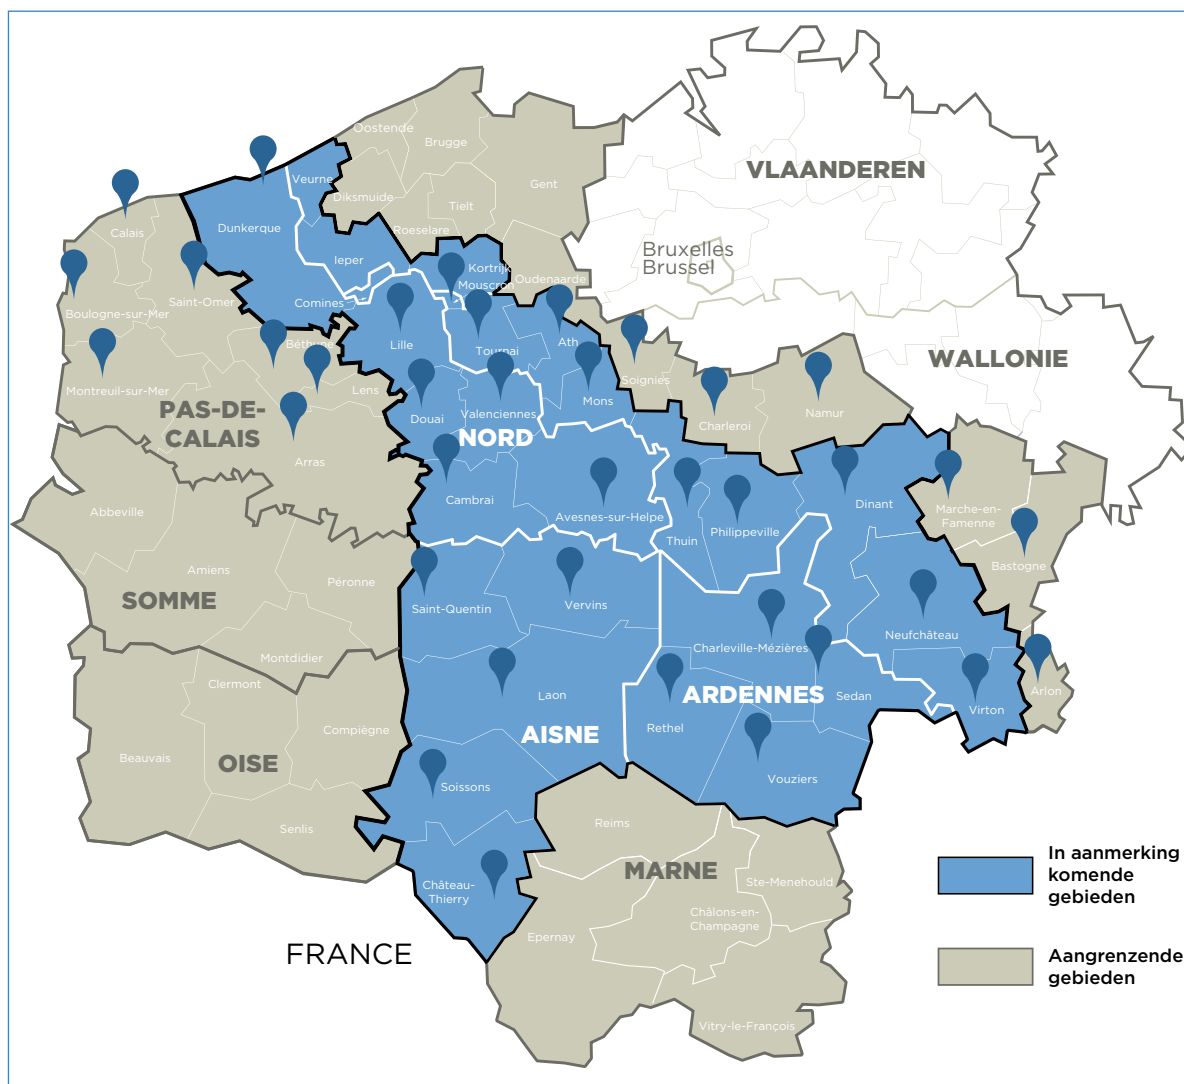 Oostende
Brugge
VLAANDEREN
Veurne
Diksmuide
Gent
Tielt
Calais
Dunkerque
Roeselare
Bruxelles
Brussel
Ieper
Kortrijk
Mouscron
Oudenaarde
Saint-Omer
Comines
Boulogne-sur-Mer
Béthune
Lille
Tournai
Ath
WALLONIE
Montreuil-sur-Mer
Lens
Soignies
Mons
PAS-DE-
CALAIS
Douai
Valenciennes
Charleroi
Namur
NORD
Arras
Abbeville
Cambrai
Avesnes-sur-Helpe
Thuin
Philippeville
Dinant
Marche-en-
Famenne
Amiens
Péronne
Bastogne
SOMME
Saint-Quentin
Vervins
Neufchâteau
Montdidier
Charleville-Mézières
Clermont
Laon
ARDENNES
Sedan
Arlon
Virton
Compiègne
Rethel
AISNE
Beauvais
OISE
Soissons
Vouziers
Senlis
Reims
MARNE
Château-
Thierry
Ste-Menehould
Châlons-en-
Champagne
Epernay
FRANCE
Vitry-le-François
In aanmerking
komende
gebieden
Aangrenzende
gebieden